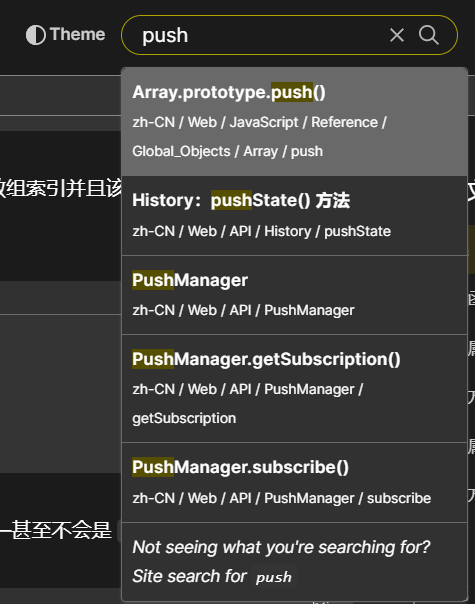 Theme
push
Array.prototype.push()
zh-CN / Web / JavaScript / Reference /
Global_Objects / Array / push
数组索引并且该
History：pushState() 方法
zh-CN / Web / API / History / pushState
PushManager
zh-CN / Web / API / PushManager
PushManager.getSubscription()
zh-CN / Web / API / PushManager /
getSubscription
PushManager.subscribe()
zh-CN / Web / API / PushManager / subscribe
—甚至不会是
Not seeing what you're searching for?
Site search for push